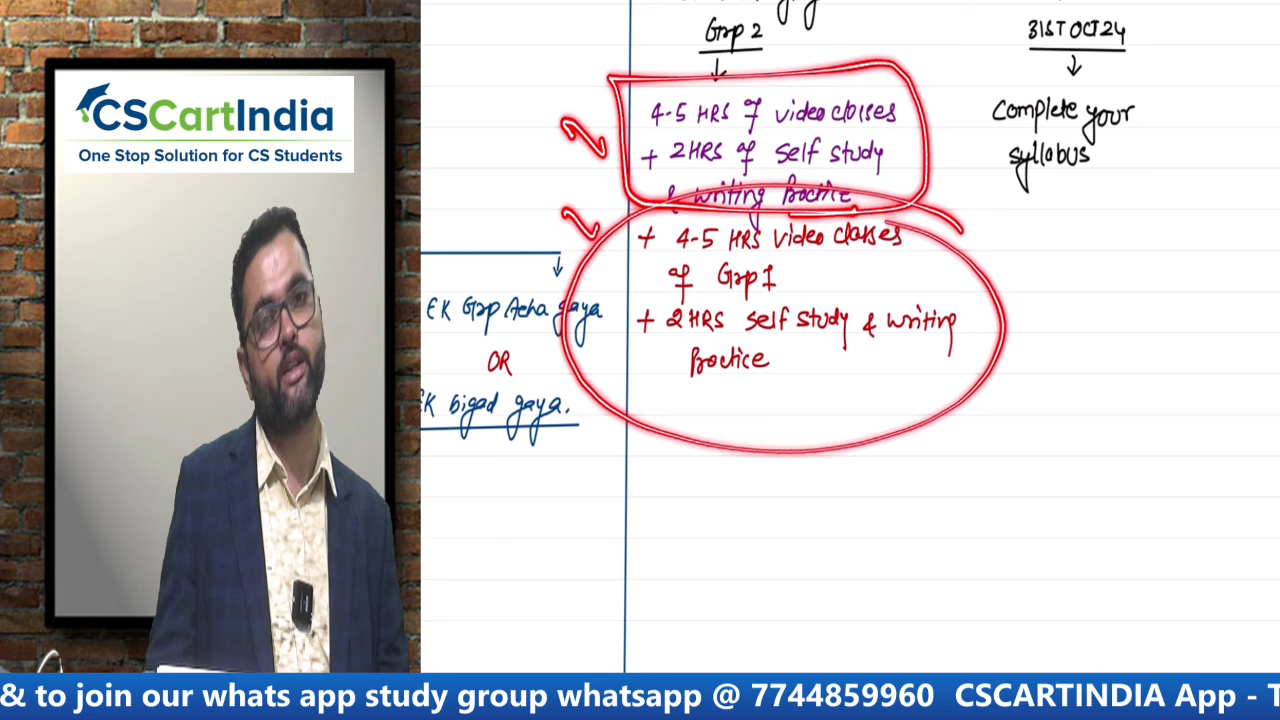 CSCartIndia
One Stop Solution for CS Students
Grp 2
4-5 HRS of video classes
+ 2HRS of self study
& writing Practice
+ 4-5 HRS video classes
of Grp I
+ 2HRS self study & writing
Practice
31ST OCT 24
Complete your
syllabus
EK Grp Acha gaya
OR
EK bigad gaya.
& to join our whats app study group whatsapp @ 7744859960 CSCARTINDIA App - T